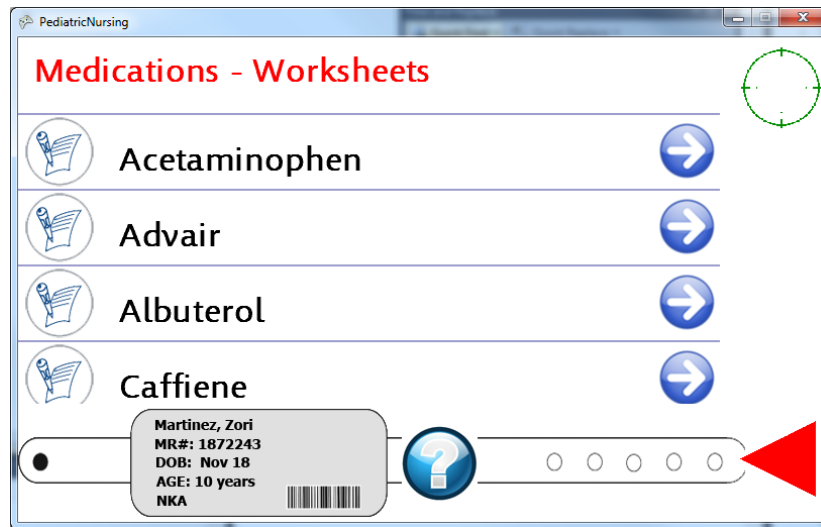 PediatricNursing
Medications - Worksheets
Acetaminophen
Advair
Albuterol
Caffiene
Martinez, Zori
MR#: 1872243
DOB: Nov 18
AGE: 10 years
NKA
?